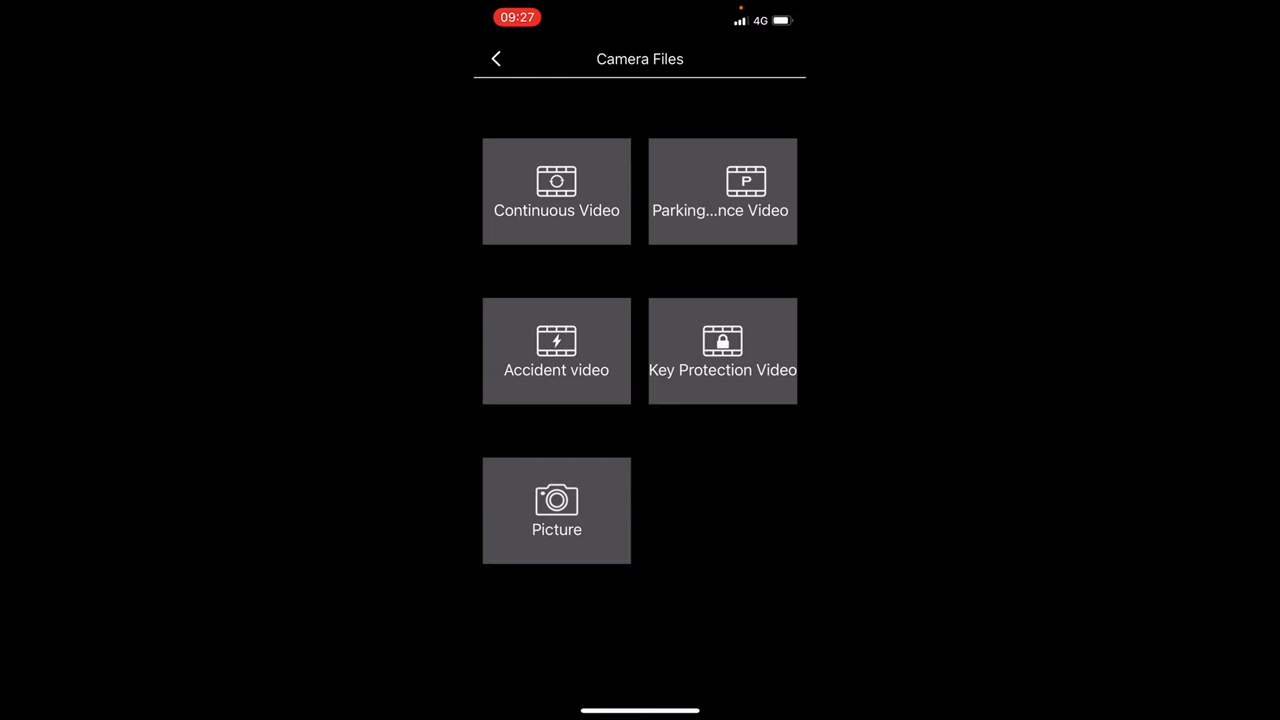 09:27
4G
Camera Files
Continuous Video
P
Parking...nce Video
Accident video
Key Protection Video
Picture